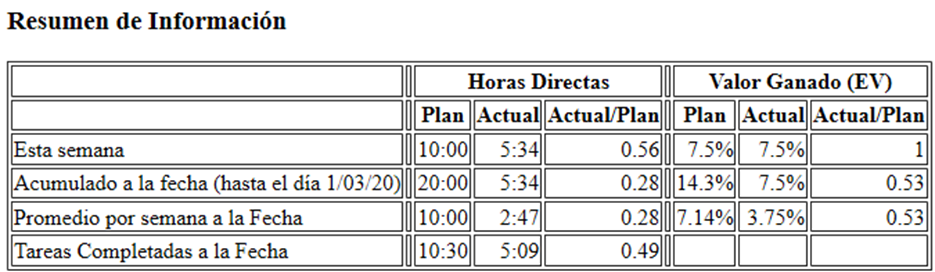 Resumen de Información
Horas Directas Valor Ganado (EV)
Plan Actual Actual/Plan Plan Actual Actual/Plan
Esta semana 10:00 5:34 0.56 7.5% 7.5% 1
Acumulado a la fecha (hasta el día 1/03/20) 20:00 5:34 0.28 14.3% 7.5% 0.53
Promedio por semana a la Fecha 10:00 2:47 0.28 7.14% 3.75% 0.53
Tareas Completadas a la Fecha 10:30 5:09 0.49